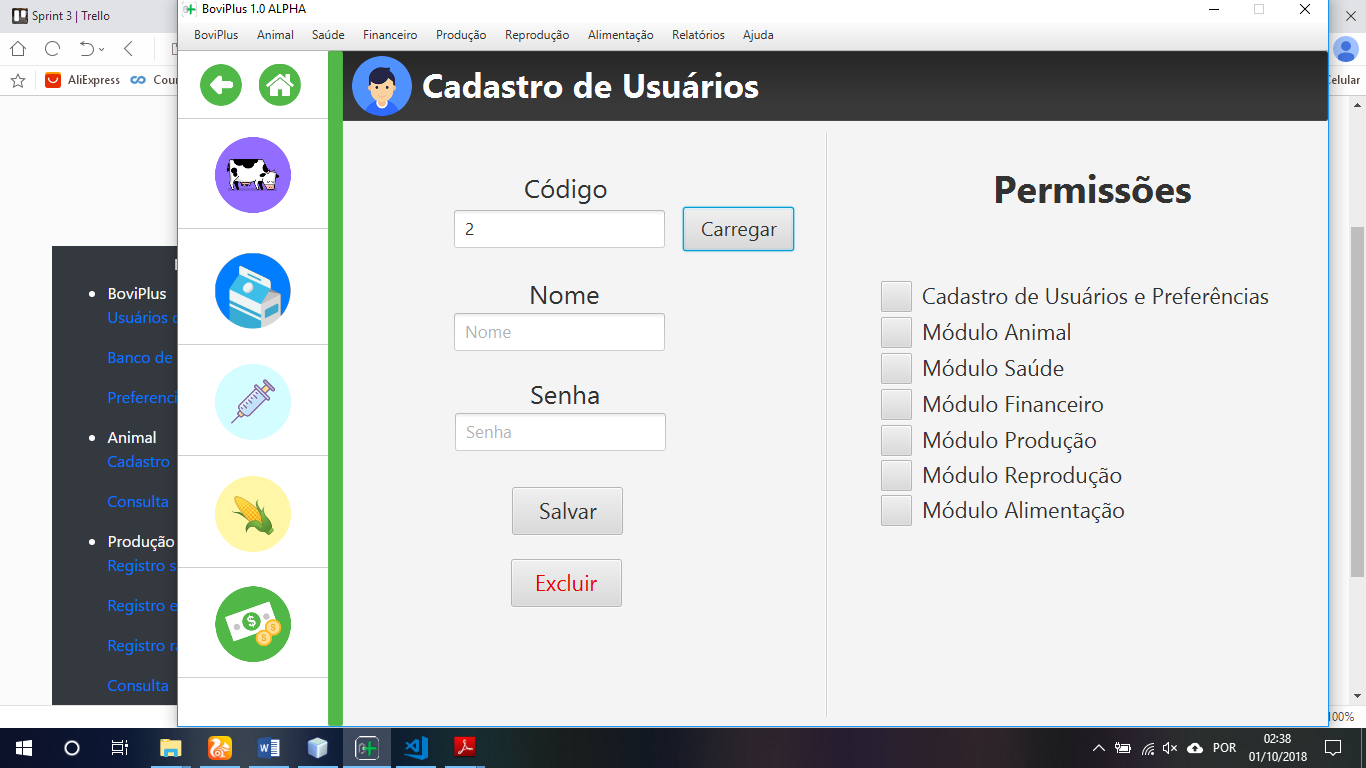 Sprint 3 | Trello
AliExpress
Cour
elular
BoviPlus
Usuários
Banco de
Preferenci
Animal
Cadastro
Consulta
Produção
Registro s
Registro e
Registro ra
Consulta
100%
BoviPlus 1.0 ALPHA
BoviPlus Animal Saúde Financeiro Produção Reprodução Alimentação Relatórios Ajuda
Cadastro de Usuários
Código
2
Carregar
Nome
Nome
Senha
Senha
Salvar
Excluir
Permissões
Cadastro de Usuários e Preferências
Módulo Animal
Módulo Saúde
Módulo Financeiro
Módulo Produção
Módulo Reprodução
Módulo Alimentação
POR
02:38
01/10/2018